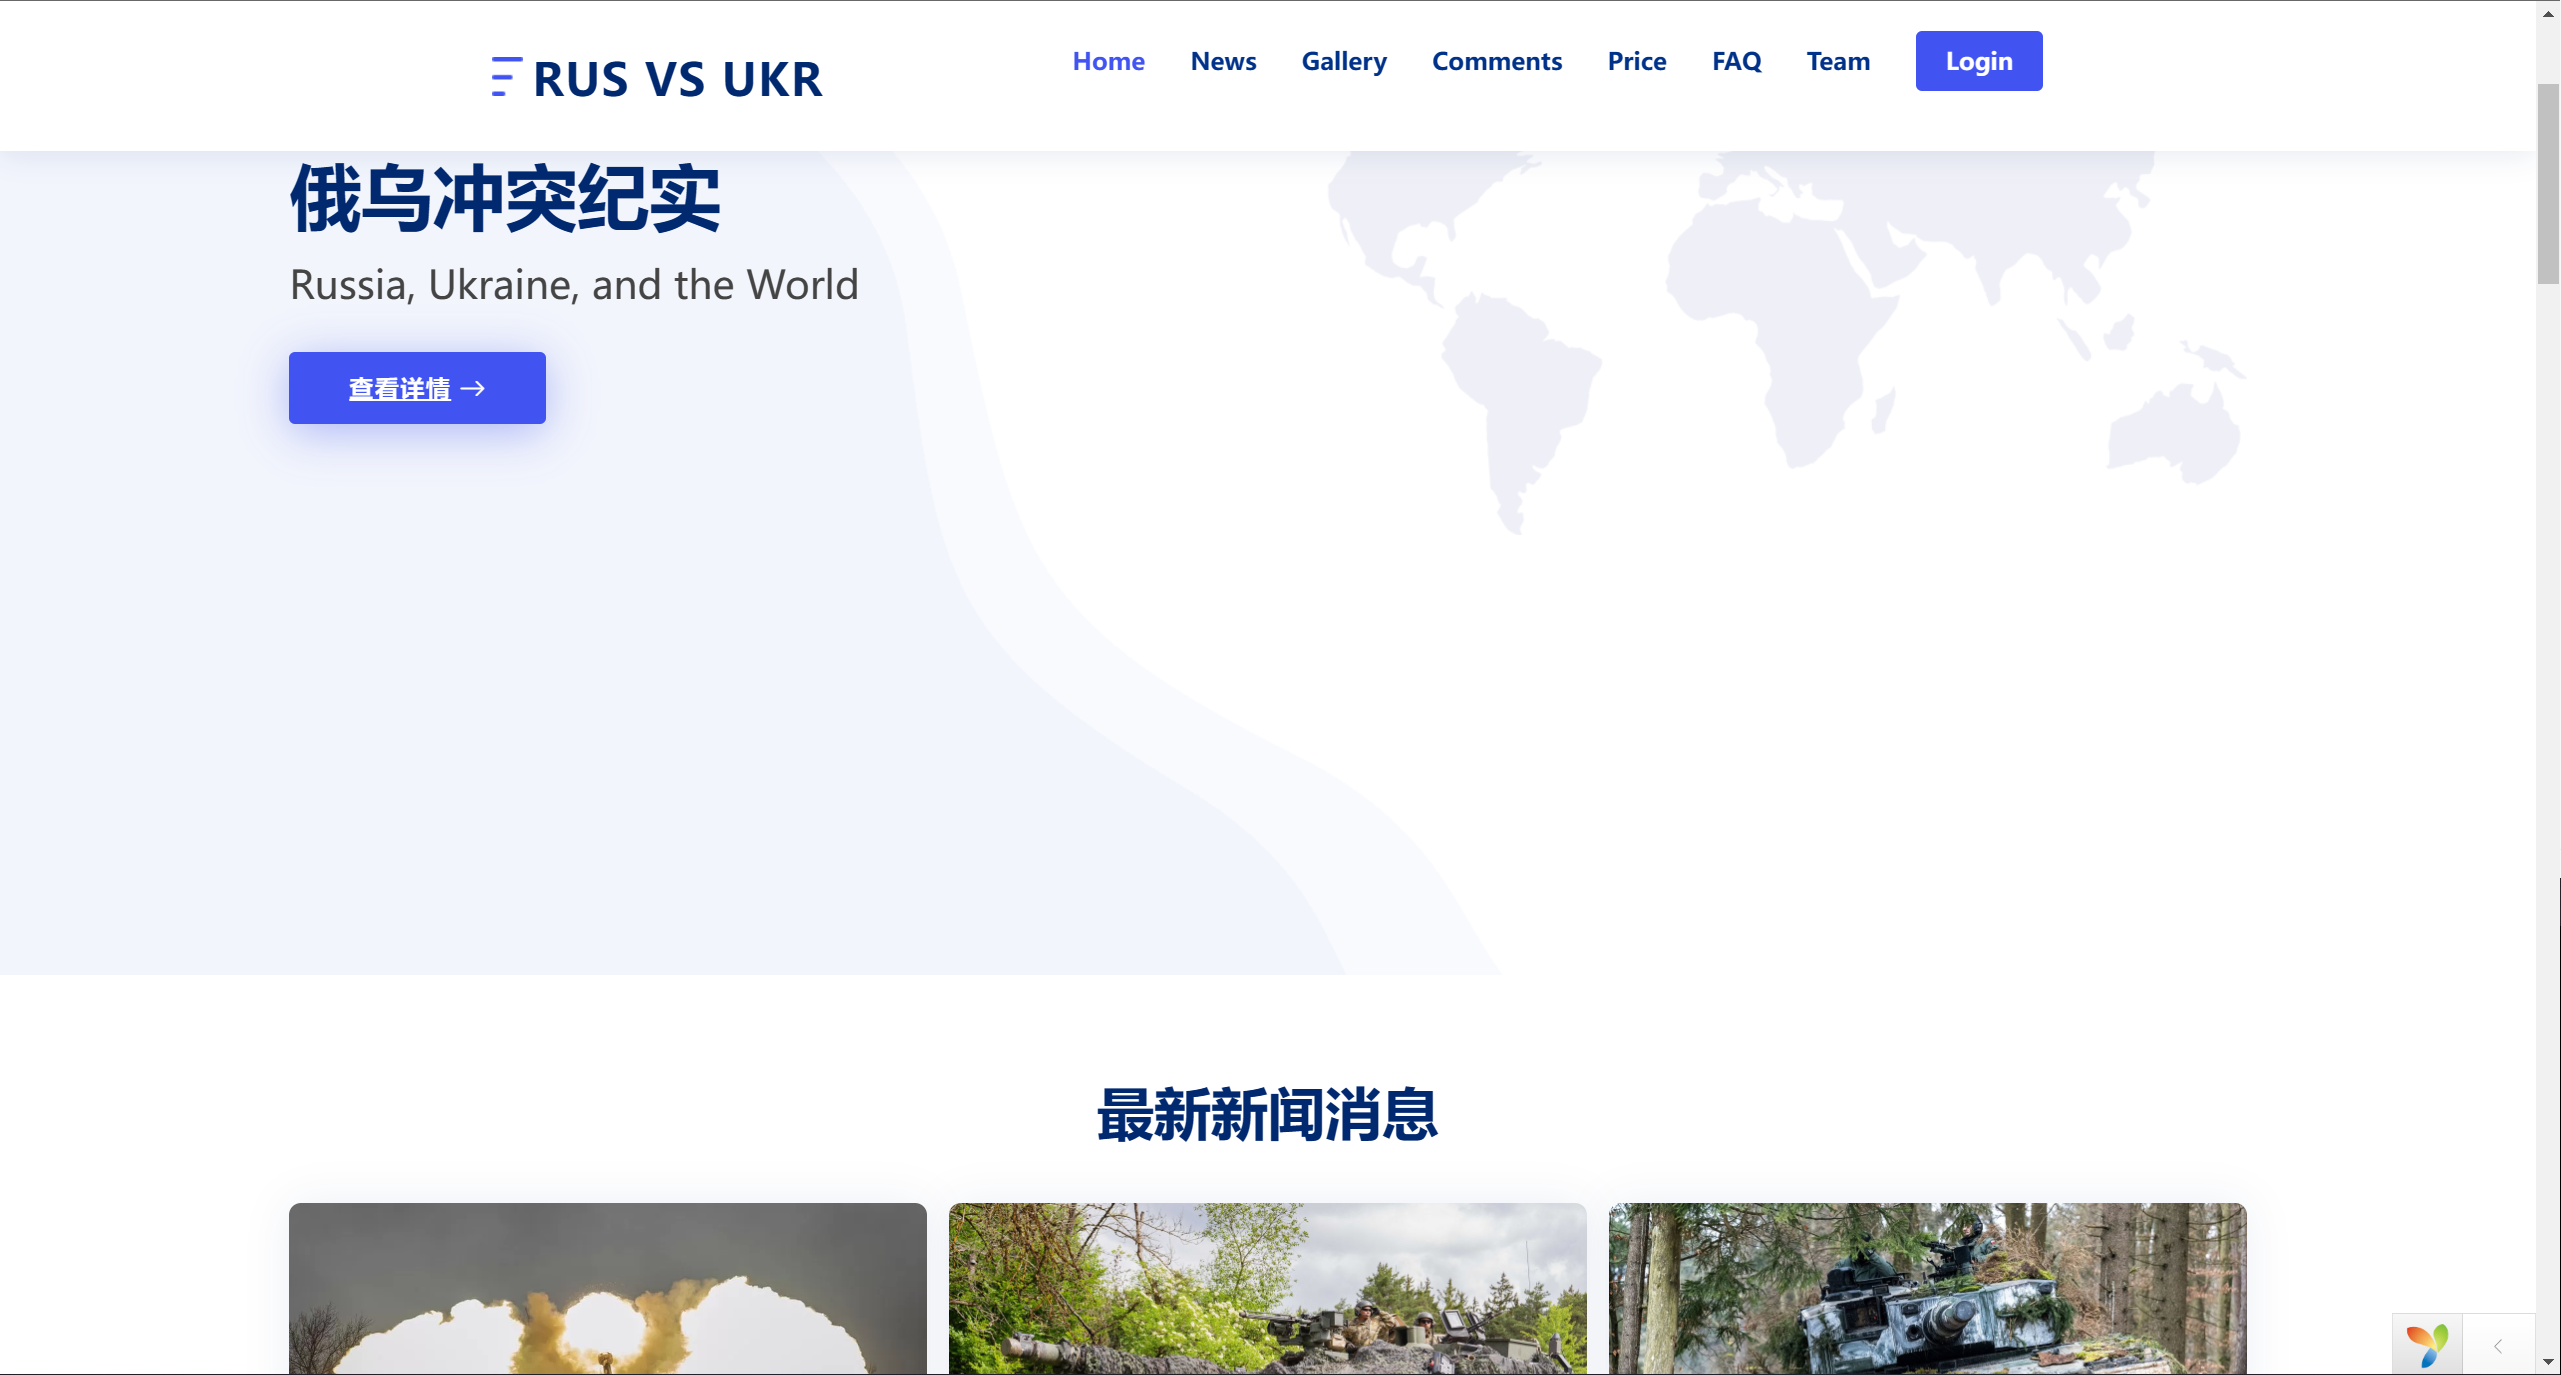 RUS VS UKR
Home News Gallery Comments Price FAQ Team Login
俄乌冲突纪实
Russia, Ukraine, and the World
查看详情 →
最新新闻消息